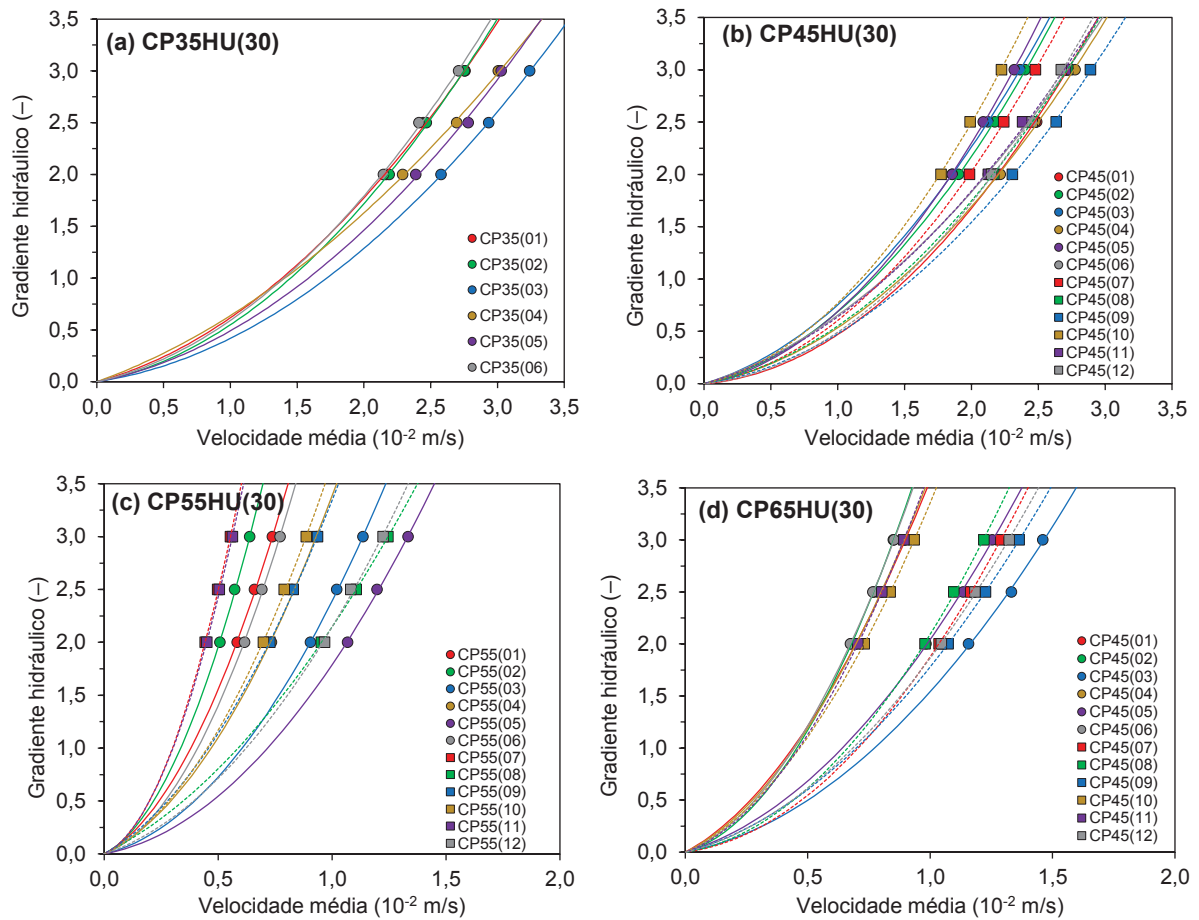 (a) CP35HU(30)
Gradiente hidráulico (–)
3,5
3,0
2,5
2,0
1,5
1,0
0,5
0,0
CP35(01)
CP35(02)
CP35(03)
CP35(04)
CP35(05)
CP35(06)
0,0 0,5 1,0 1,5 2,0 2,5 3,0 3,5
Velocidade média (10⁻² m/s)
(b) CP45HU(30)
Gradiente hidráulico (–)
3,5
3,0
2,5
2,0
1,5
1,0
0,5
0,0
CP45(01)
CP45(02)
CP45(03)
CP45(04)
CP45(05)
CP45(06)
CP45(07)
CP45(08)
CP45(09)
CP45(10)
CP45(11)
CP45(12)
0,0 0,5 1,0 1,5 2,0 2,5 3,0 3,5
Velocidade média (10⁻² m/s)
(c) CP55HU(30)
Gradiente hidráulico (–)
3,5
3,0
2,5
2,0
1,5
1,0
0,5
0,0
CP55(01)
CP55(02)
CP55(03)
CP55(04)
CP55(05)
CP55(06)
CP55(07)
CP55(08)
CP55(09)
CP55(10)
CP55(11)
CP55(12)
0,0 0,5 1,0 1,5 2,0
Velocidade média (10⁻² m/s)
(d) CP65HU(30)
Gradiente hidráulico (–)
3,5
3,0
2,5
2,0
1,5
1,0
0,5
0,0
CP45(01)
CP45(02)
CP45(03)
CP45(04)
CP45(05)
CP45(06)
CP45(07)
CP45(08)
CP45(09)
CP45(10)
CP45(11)
CP45(12)
0,0 0,5 1,0 1,5 2,0
Velocidade média (10⁻² m/s)